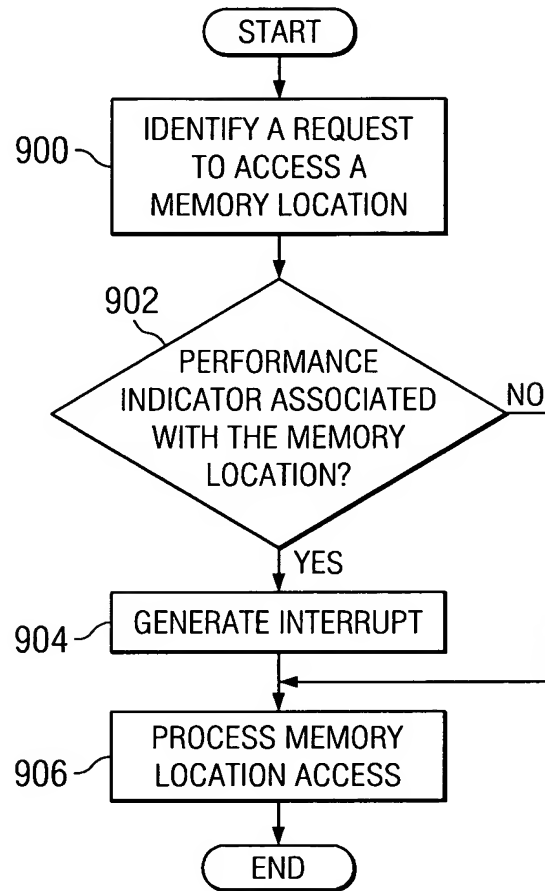 START
900
IDENTIFY A REQUEST
TO ACCESS A
MEMORY LOCATION
902
PERFORMANCE
INDICATOR ASSOCIATED
WITH THE MEMORY
LOCATION?
NO
YES
904
GENERATE INTERRUPT
906
PROCESS MEMORY
LOCATION ACCESS
END